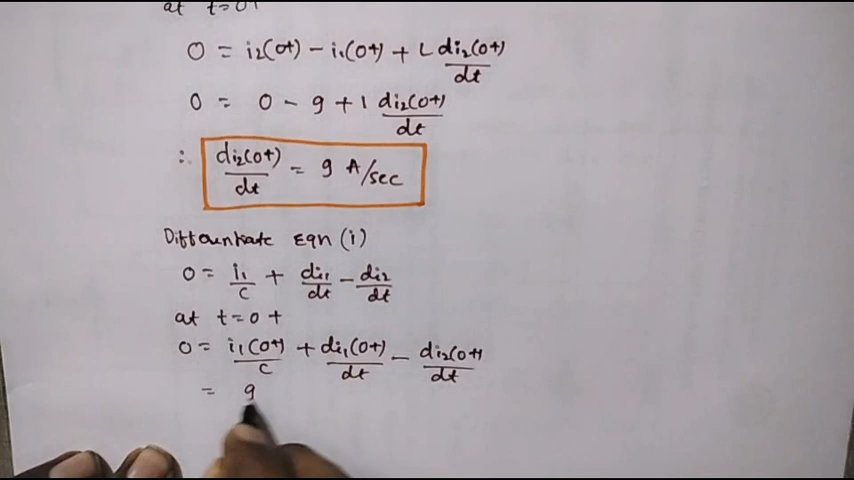 at t=0+
0 = i2(0+) - i1(0+) + L di2(0+)/dt
0 = 0 - 9 + 1 di2(0+)/dt
∴ di2(0+)/dt = 9 A/sec
Differentiate Eqn (i)
0 = i1/C + di1/dt - di2/dt
at t=0+
0 = i1(0+)/C + di1(0+)/dt - di2(0+)/dt
= 9